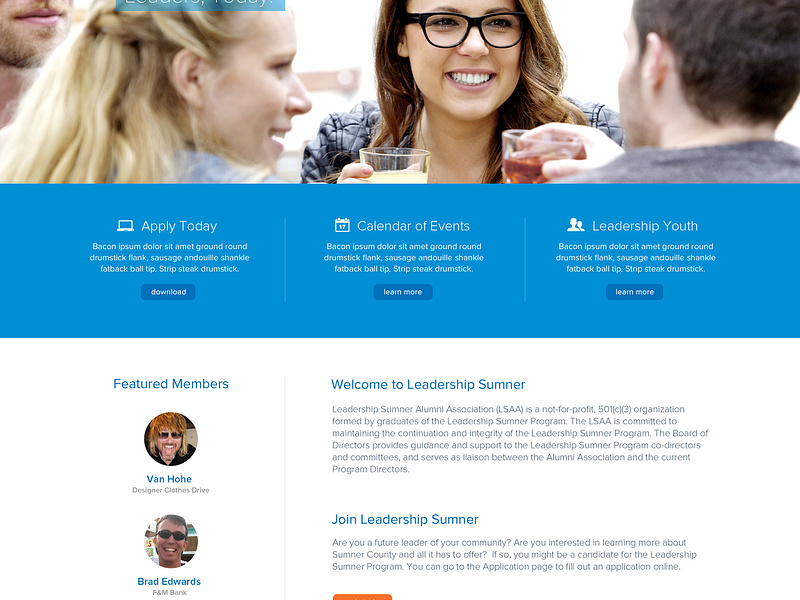 Leaders, Today!
Apply Today
Bacon ipsum dolor sit amet ground round
drumstick flank, sausage andouille shankle
fatback ball tip. Strip steak drumstick.
download
17
Calendar of Events
Bacon ipsum dolor sit amet ground round
drumstick flank, sausage andouille shankle
fatback ball tip. Strip steak drumstick.
learn more
Leadership Youth
Bacon ipsum dolor sit amet ground round
drumstick flank, sausage andouille shankle
fatback ball tip. Strip steak drumstick.
learn more
Featured Members
Van Hohe
Designer Clothes Drive
Brad Edwards
F&M Bank
Welcome to Leadership Sumner
Leadership Sumner Alumni Association (LSAA) is a not-for-profit, 501(c)(3) organization
formed by graduates of the Leadership Sumner Program. The LSAA is committed to
maintaining the continuation and integrity of the Leadership Sumner Program. The Board of
Directors provides guidance and support to the Leadership Sumner Program co-directors
and committees, and serves as liaison between the Alumni Association and the current
Program Directors.
Join Leadership Sumner
Are you a future leader of your community? Are you interested in learning more about
Sumner County and all it has to offer?  If so, you might be a candidate for the Leadership
Sumner Program. You can go to the Application page to fill out an application online.